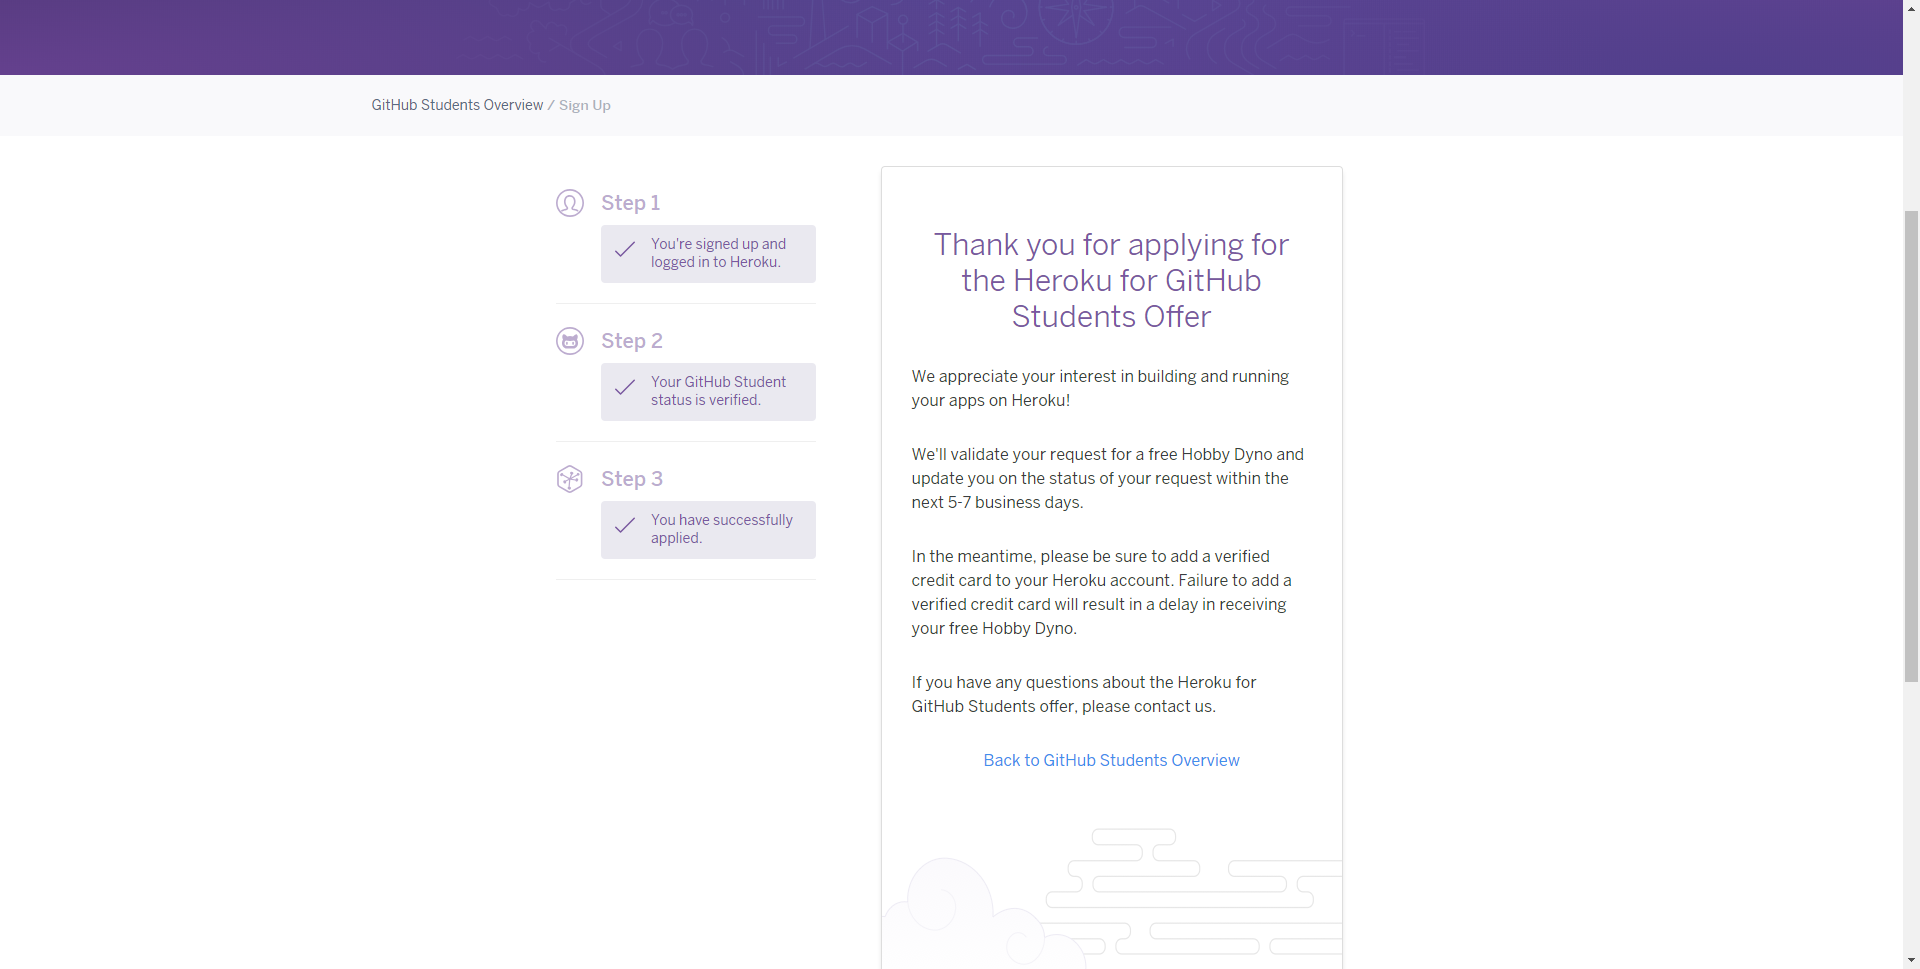 GitHub Students Overview / Sign Up
Step 1
You're signed up and
logged in to Heroku.
Step 2
Your GitHub Student
status is verified.
Step 3
You have successfully
applied.
Thank you for applying for
the Heroku for GitHub
Students Offer
We appreciate your interest in building and running
your apps on Heroku!
We'll validate your request for a free Hobby Dyno and
update you on the status of your request within the
next 5-7 business days.
In the meantime, please be sure to add a verified
credit card to your Heroku account. Failure to add a
verified credit card will result in a delay in receiving
your free Hobby Dyno.
If you have any questions about the Heroku for
GitHub Students offer, please contact us.
Back to GitHub Students Overview